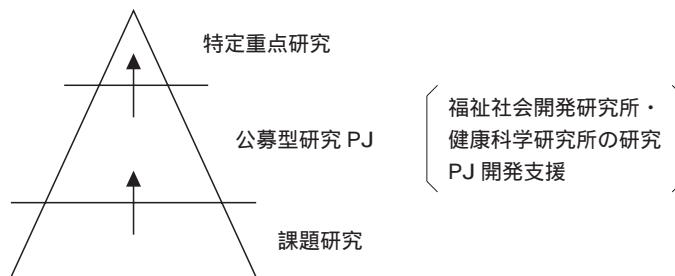 特定重点研究
公募型研究 PJ
福祉社会開発研究所・
健康科学研究所の研究
PJ 開発支援
課題研究